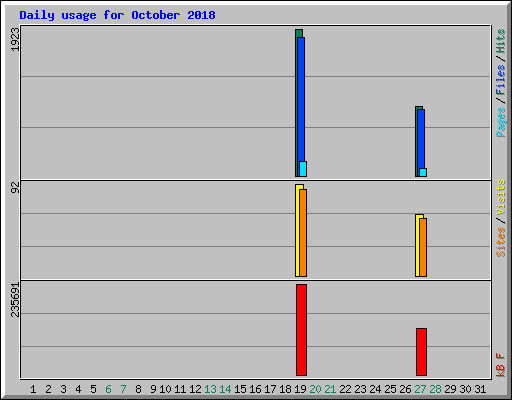 Daily usage for October 2018
1923
92
235691
Pages/Files/Hits
Sites/Visits
kB F
1 2 3 4 5 6 7 8 9 10 11 12 13 14 15 16 17 18 19 20 21 22 23 24 25 26 27 28 29 30 31